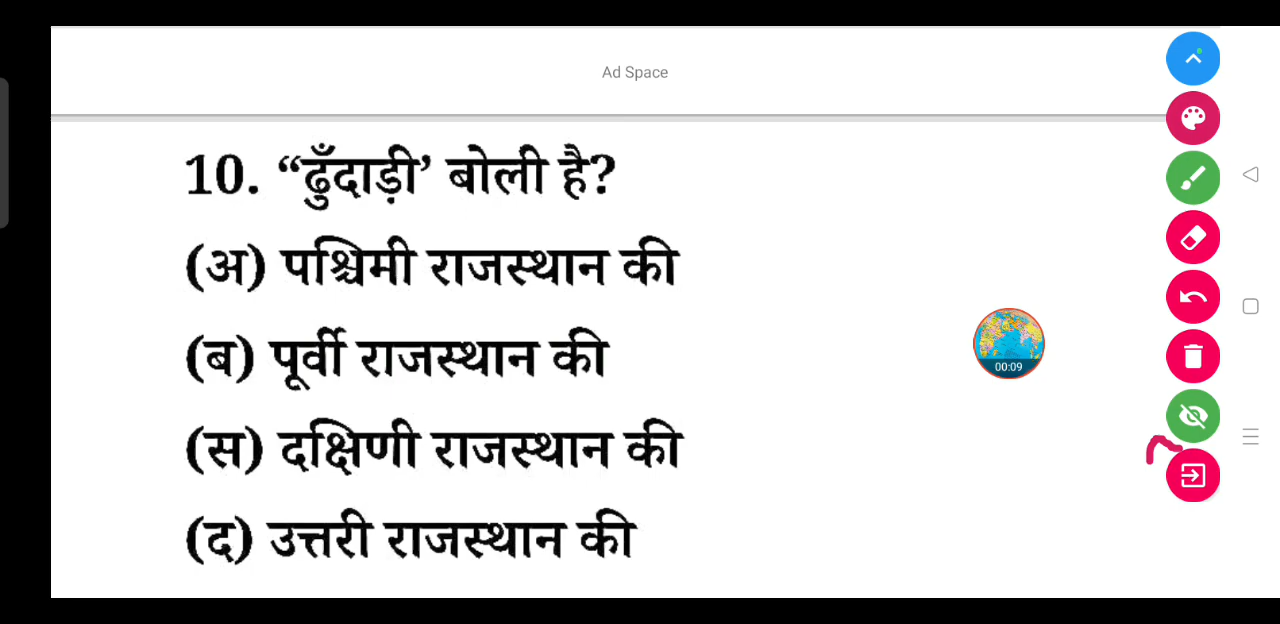 Ad Space
10. “ढुँदाड़ी’ बोली है?
(अ) पश्चिमी राजस्थान की
(ब) पूर्वी राजस्थान की
00:09
(स) दक्षिणी राजस्थान की
(द) उत्तरी राजस्थान की